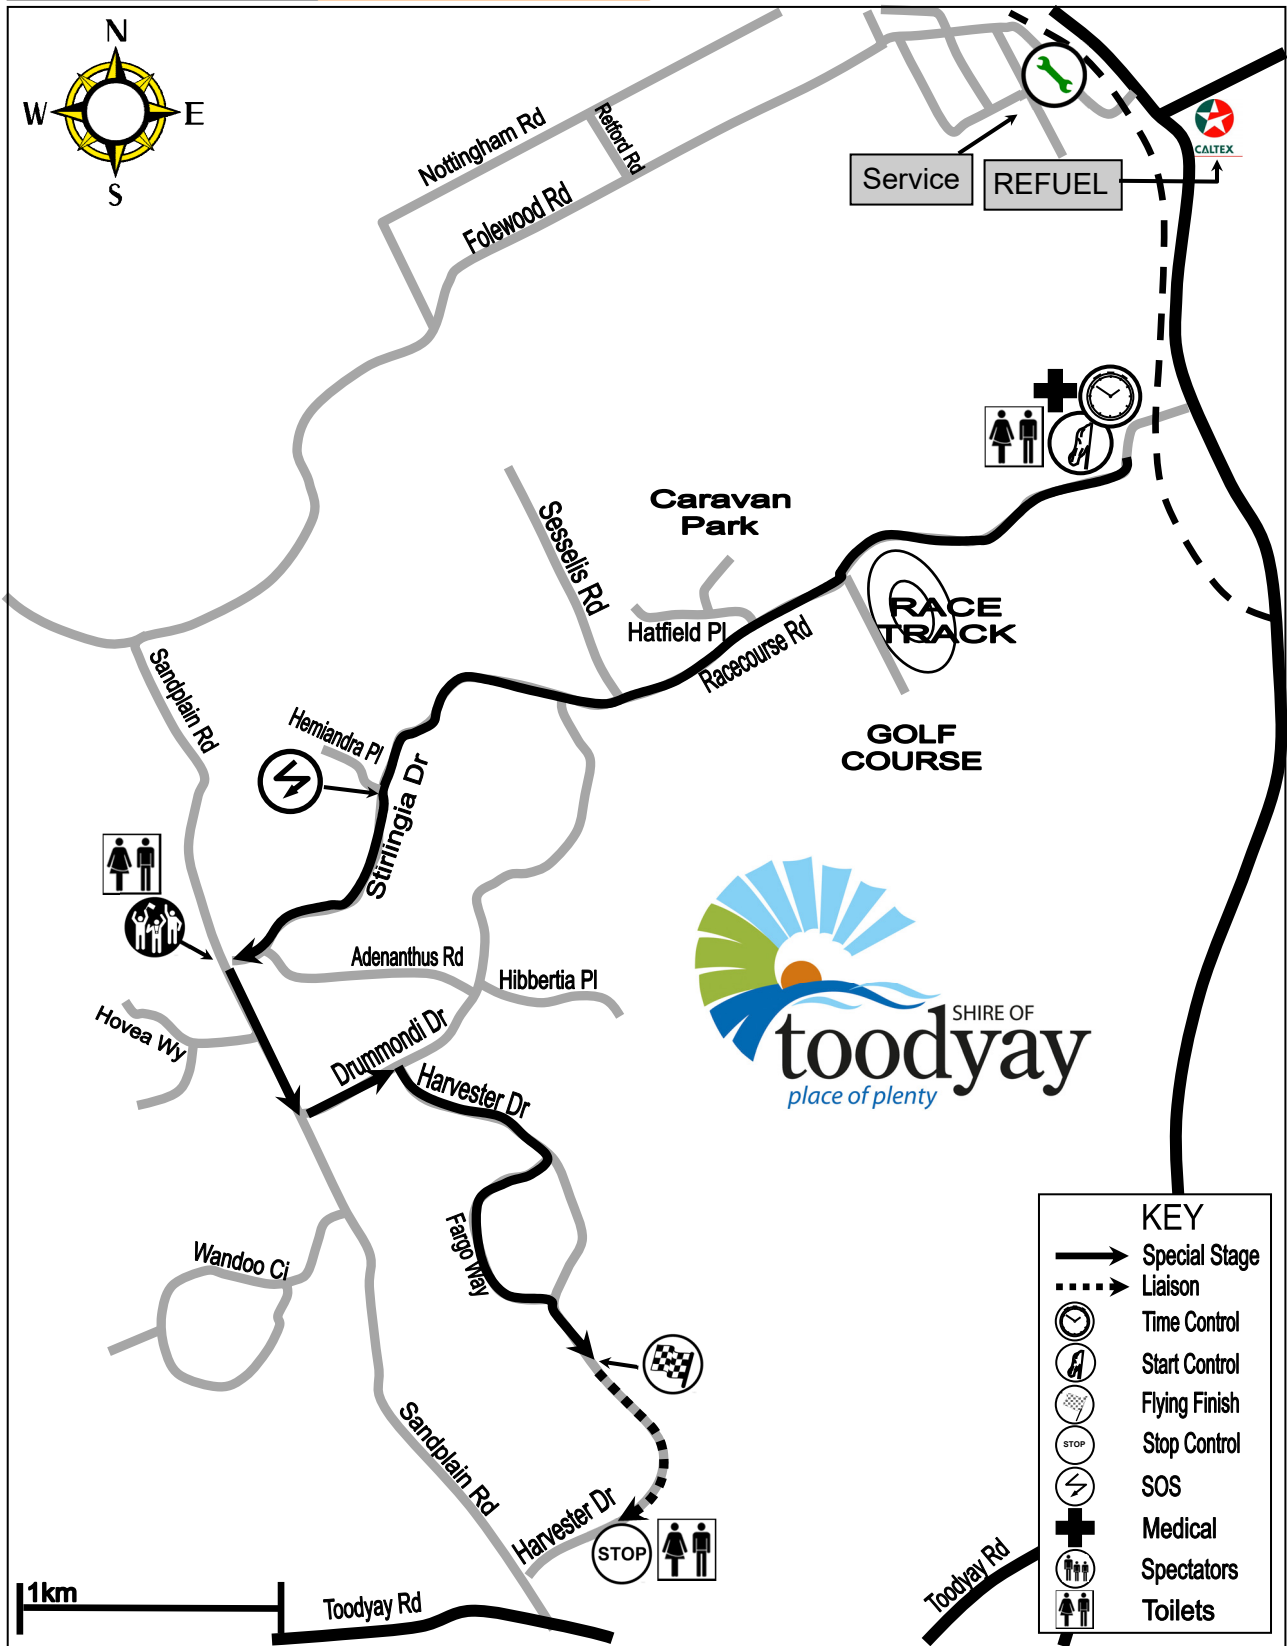 N
W
E
S
Nottingham Rd
Retford Rd
Folewood Rd
Service
REFUEL
CALTEX
Caravan
Park
Sesselis Rd
Hatfield Pl
Racecourse Rd
RACE
TRACK
GOLF
COURSE
Sandplain Rd
Hemiandra Pl
Stirlingia Dr
Adenanthus Rd
Hibbertia Pl
Hovea Wy
Drummondi Dr
Harvester Dr
SHIRE OF
toodyay
place of plenty
Fargo Way
Wandoo Ci
Sandplain Rd
Harvester Dr
STOP
1km
Toodyay Rd
Toodyay Rd
KEY
Special Stage
Liaison
Time Control
Start Control
Flying Finish
STOP
Stop Control
SOS
Medical
Spectators
Toilets